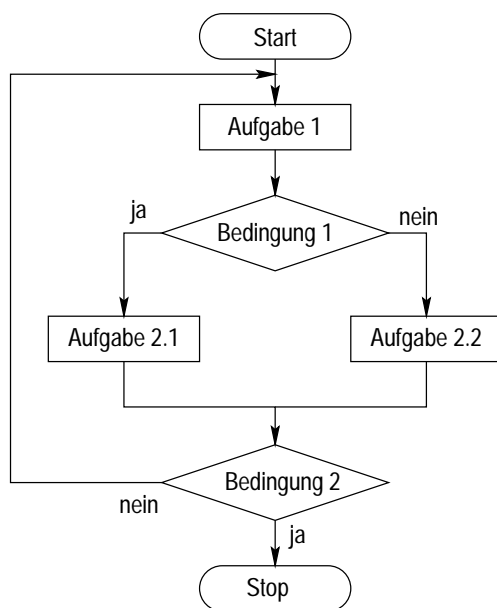 Start
Aufgabe 1
ja
Bedingung 1
nein
Aufgabe 2.1
Aufgabe 2.2
Bedingung 2
nein
ja
Stop